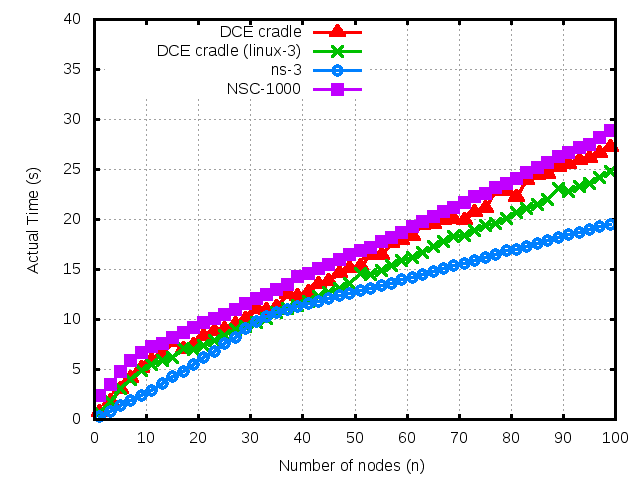 40
35
30
25
20
15
10
5
0
Actual Time (s)
DCE cradle
DCE cradle (linux-3)
ns-3
NSC-1000
0 10 20 30 40 50 60 70 80 90 100
Number of nodes (n)